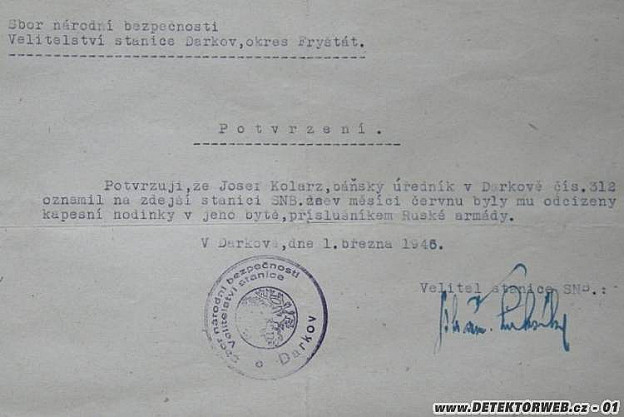 Sbor národní bezpečnosti
Velitelství stanice Darkov,okres Fryštát.
Potvrzení.
Potvrzuji,že Josef Kolarz,báňský úředník v Darkově čís.312
oznámil na zdejší stanici SNB.že v měsíci červnu byly mu odcizeny
kapesní nodinky v jeho bytě,příslušníkem Ruské armády.
V Darkově,dne 1.března 1946.
Velitel stanice SNB.:
Sbor národní bezpečnosti
Velitelství stanice
Darkov
www.DETEKTORWEB.cz - 01